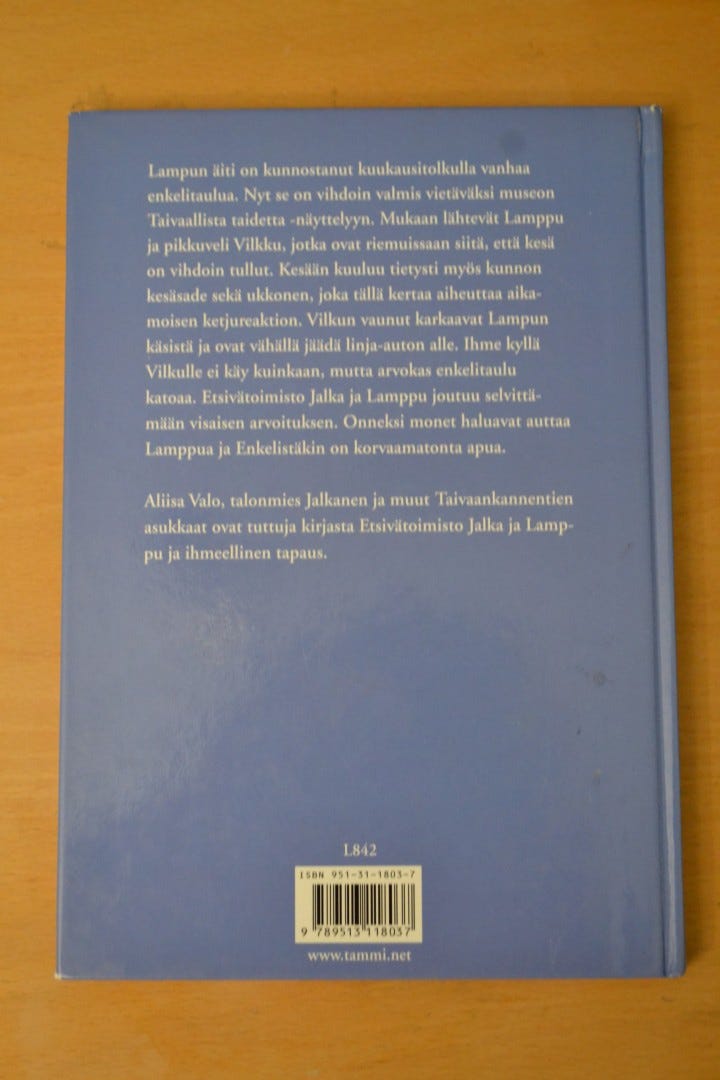 Lampun äiti on kunnostanut kuukausitolkulla vanhaa
enkelitaulua. Nyt se on vihdoin valmis vietäväksi museon
Taivaallista taidetta -näyttelyyn. Mukaan lähtevät Lamppu
ja pikkuveli Vilkku, jotka ovat riemuissaan siitä, että kesä
on vihdoin tullut. Kesään kuuluu tietysti myös kunnon
kesäsade sekä ukkonen, joka tällä kertaa aiheuttaa aika-
moisen ketjureaktion. Vilkun vaunut karkaavat Lampun
käsistä ja ovat vähällä jäädä linja-auton alle. Ihme kyllä
Vilkulle ei käy kuinkaan, mutta arvokas enkelitaulu
katoaa. Etsivätoimisto Jalka ja Lamppu joutuu selvittä-
mään visaisen arvoituksen. Onneksi monet haluavat auttaa
Lamppua ja Enkelistäkin on korvaamatonta apua.
Aliisa Valo, talonmies Jalkanen ja muut Taivaankannentien
asukkaat ovat tuttuja kirjasta Etsivätoimisto Jalka ja Lamp-
pu ja ihmeellinen tapaus.
L842
ISBN 951-31-1803-7
9 789513 118037
www.tammi.net